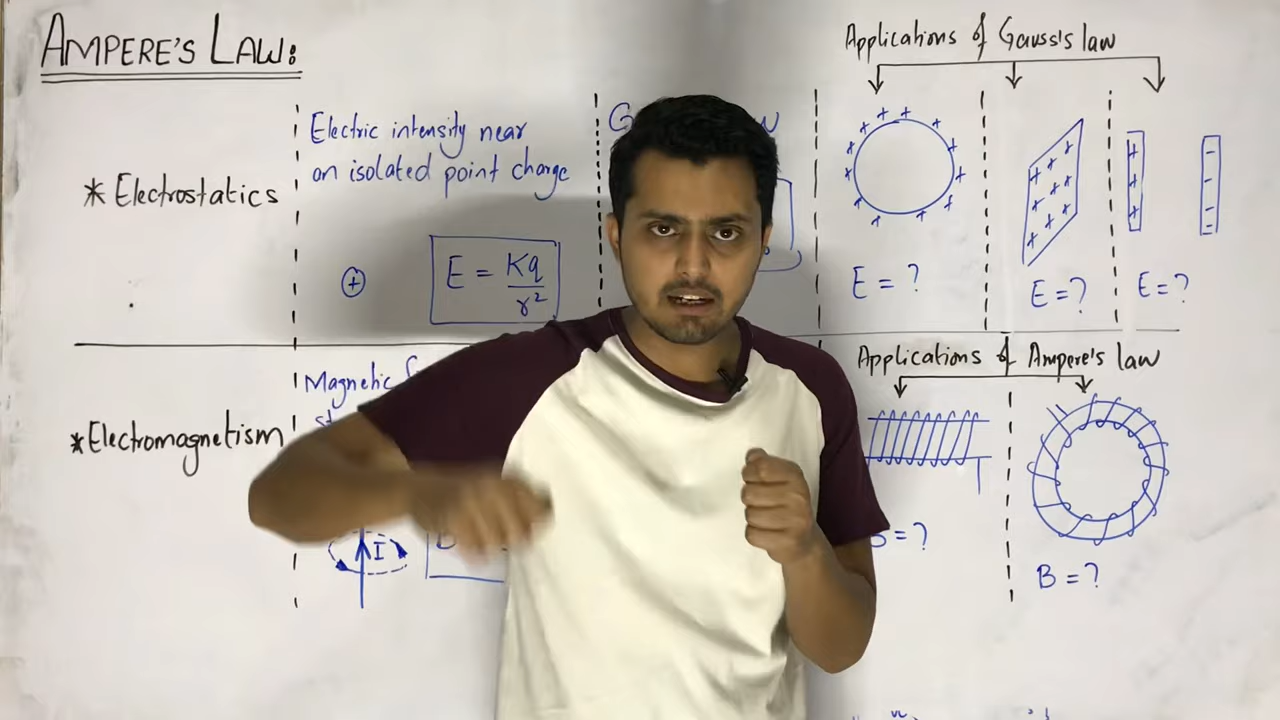 AMPERE'S LAW:
Applications of Gauss's law
* Electrostatics
Electric intensity near
an isolated point charge
+
E = Kq/r²
+ + + + + + + + + + + + +
E = ?
+ + + + + + + + +
E = ?
+ + +
- - - -
E = ?
* Electromagnetism
Magnetic
I
Applications of Ampere's law
= ?
B = ?